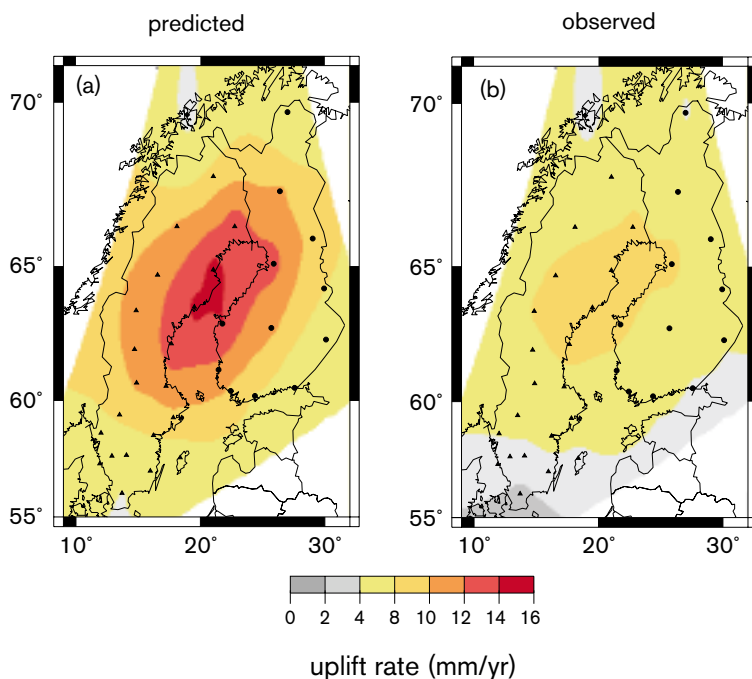 predicted observed
(a) (b)
70° 70°
65° 65°
60° 60°
55° 55°
10° 20° 30° 10° 20° 30°
0 2 4 8 10 12 14 16
uplift rate (mm/yr)